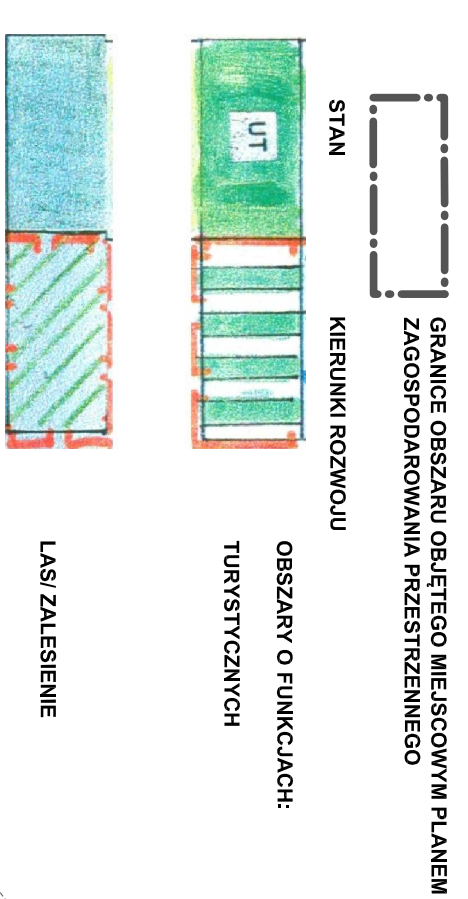 GRANICE OBSZARU OBJĘTEGO MIEJSCOWYM PLANEM
ZAGOSPODAROWANIA PRZESTRZENNEGO
STAN
KIERUNKI ROZWOJU
UT
OBSZARY O FUNKCJACH:
TURYSTYCZNYCH
LAS/ ZALESIENIE